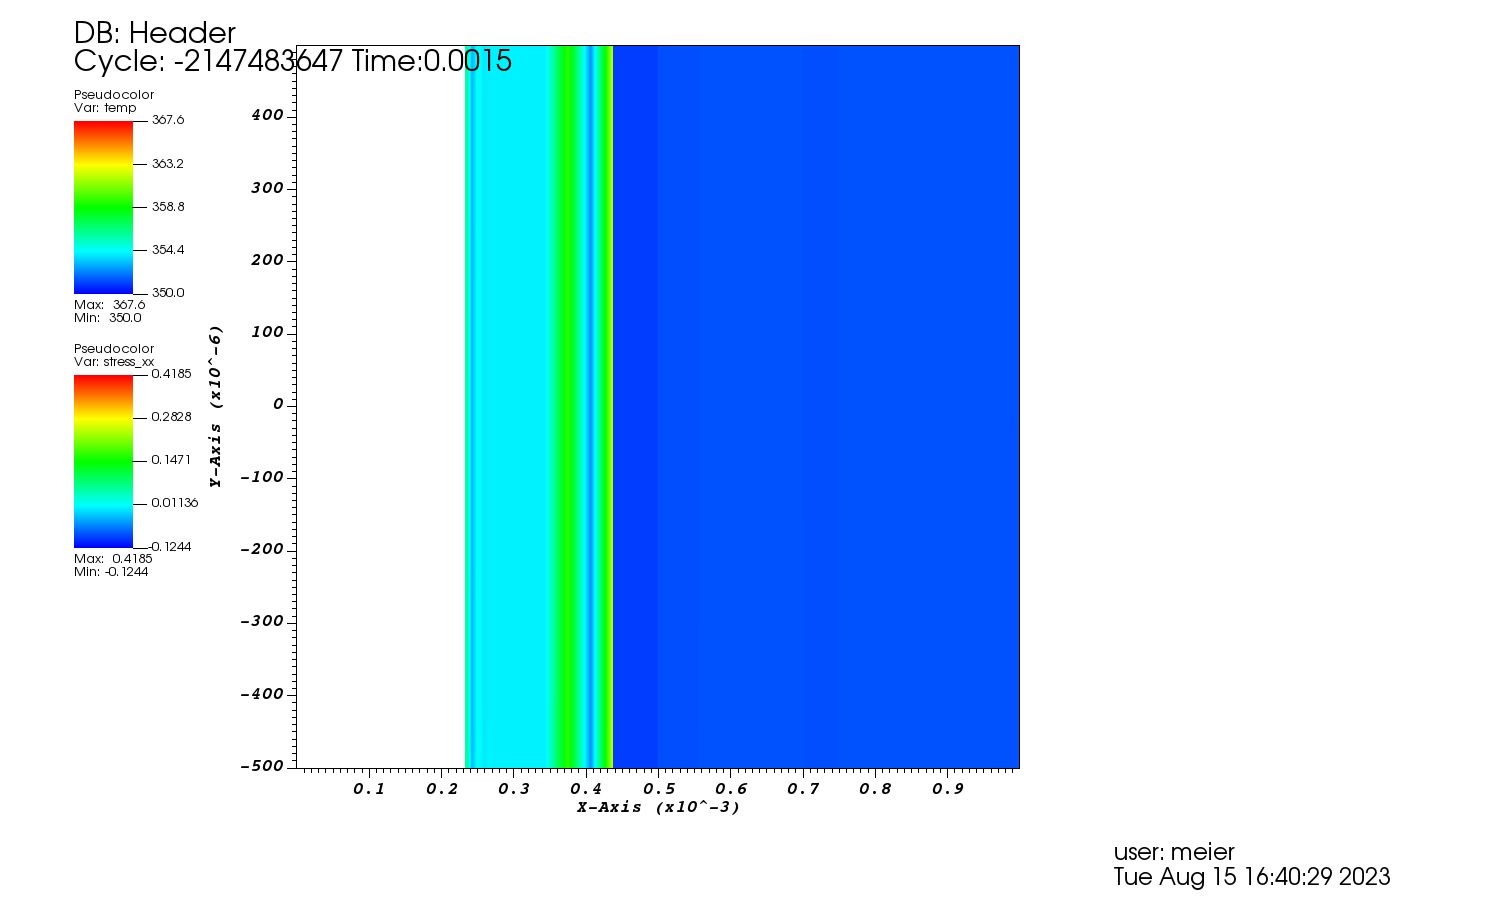 DB: Header
Cycle: -2147483647 Time:0.0015
Pseudocolor
Var: temp
367.6
363.2
358.8
354.4
350.0
Max: 367.6
Min: 350.0
Pseudocolor
Var: stress_xx
0.4185
0.2828
0.1471
0.01136
-0.1244
Max: 0.4185
Min: -0.1244
Y-Axis (x10^-6)
400
300
200
100
0
-100
-200
-300
-400
-500
0.1 0.2 0.3 0.4 0.5 0.6 0.7 0.8 0.9
X-Axis (x10^-3)
user: meier
Tue Aug 15 16:40:29 2023